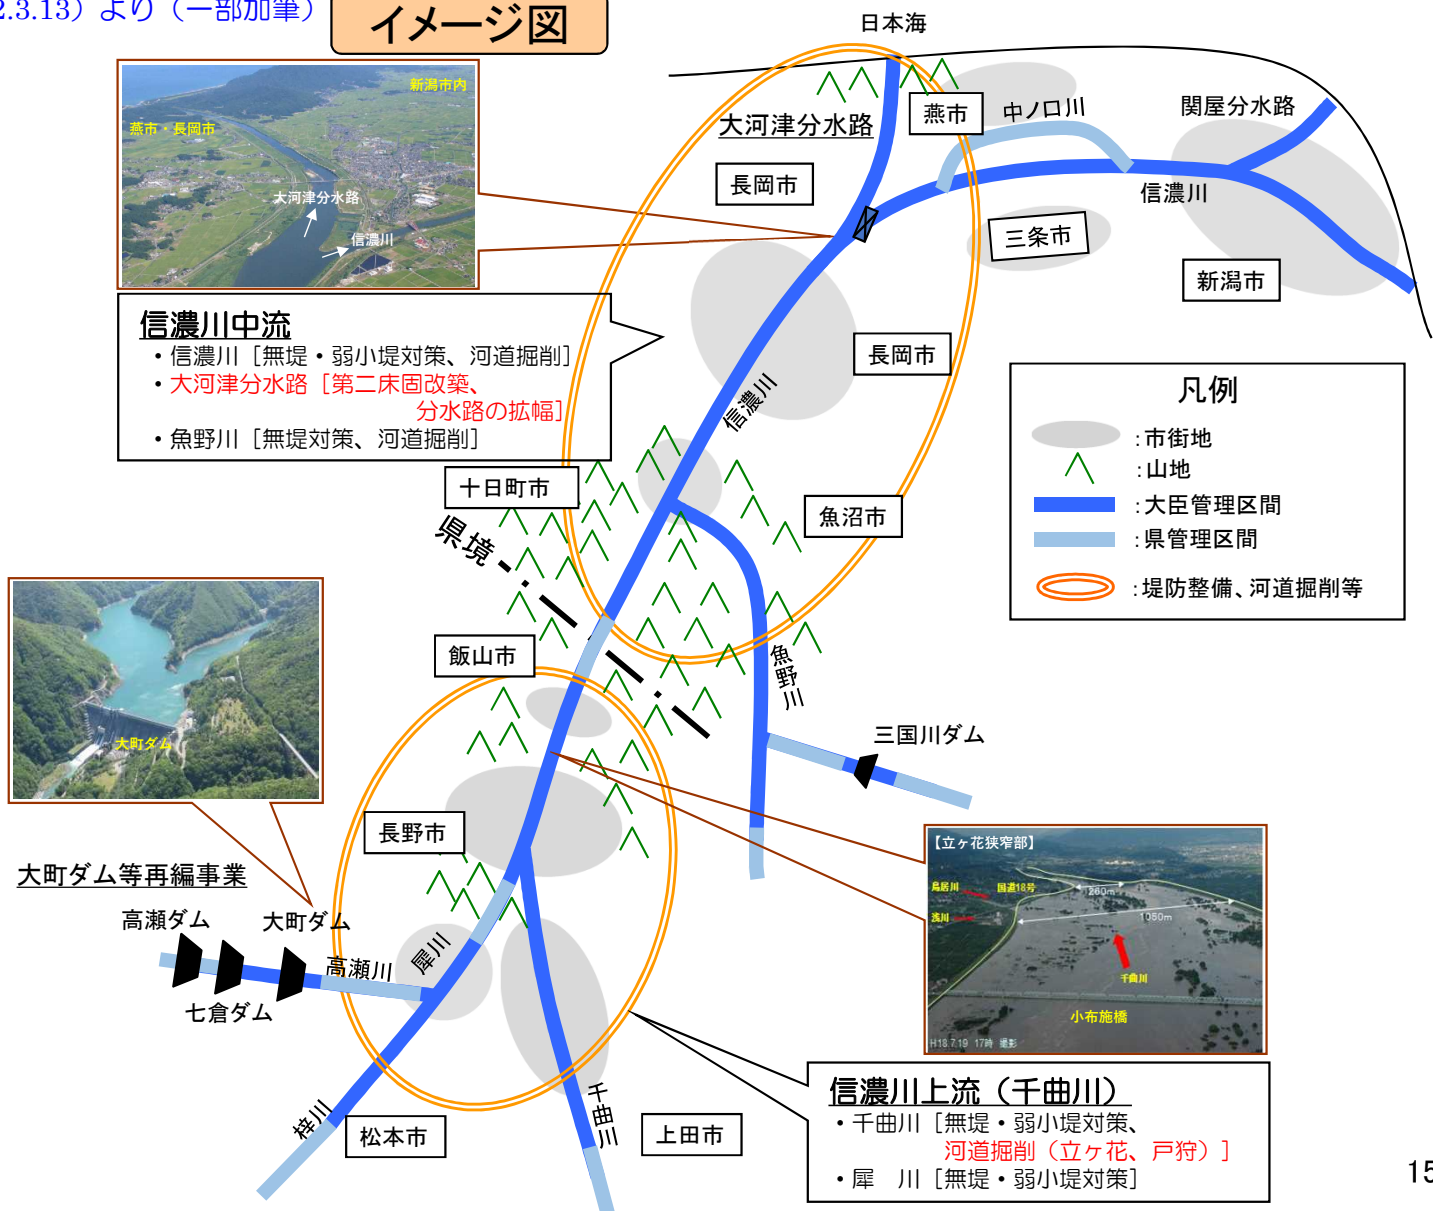 2.3.13）より（一部加筆）
イメージ図
日本海
新潟市内
燕市・長岡市
大河津分水路
信濃川
大河津分水路
燕市
中ノ口川
関屋分水路
長岡市
信濃川
三条市
新潟市
信濃川中流
・信濃川［無堤・弱小堤対策、河道掘削］
・大河津分水路［第二床固改築、
分水路の拡幅］
・魚野川［無堤対策、河道掘削］
長岡市
信濃川
凡例
：市街地
：山地
：大臣管理区間
：県管理区間
：堤防整備、河道掘削等
十日町市
魚沼市
県境
飯山市
魚野川
大町ダム
三国川ダム
長野市
【立ヶ花狭窄部】
鳥居川
国道18号
260m
浅川
1050m
千曲川
小布施橋
H18.7.19 17時 撮影
大町ダム等再編事業
高瀬ダム
大町ダム
高瀬川
犀川
七倉ダム
信濃川上流（千曲川）
・千曲川［無堤・弱小堤対策、
河道掘削（立ヶ花、戸狩）］
・犀　川［無堤・弱小堤対策］
梓川
松本市
千曲川
上田市
15